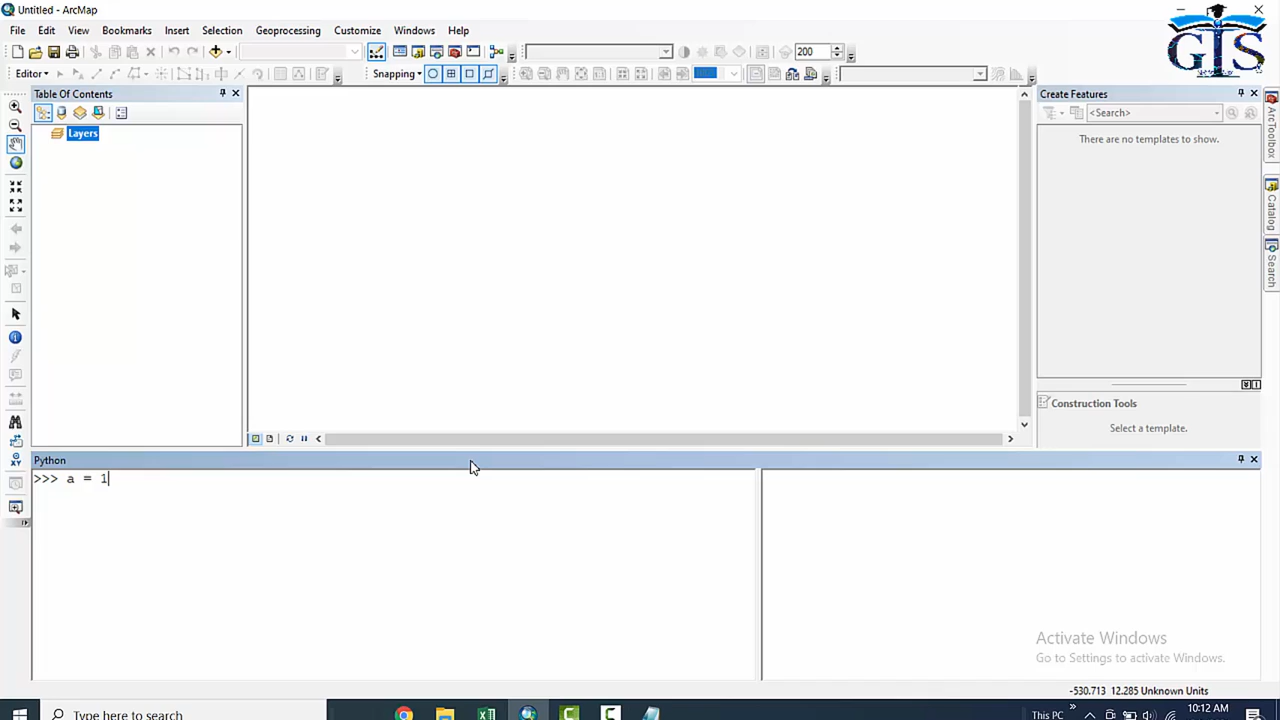 Untitled - ArcMap
File Edit View Bookmarks Insert Selection Geoprocessing Customize Windows Help
200
Editor Snapping
GIS
Table Of Contents
Layers
Create Features
<Search>
There are no templates to show.
ArcToolbox
Catalog
Search
Construction Tools
Select a template.
Python
>>> a = 1
Activate Windows
Go to Settings to activate Windows.
-530.713 12.285 Unknown Units
Type here to search
This PC
10:12 AM